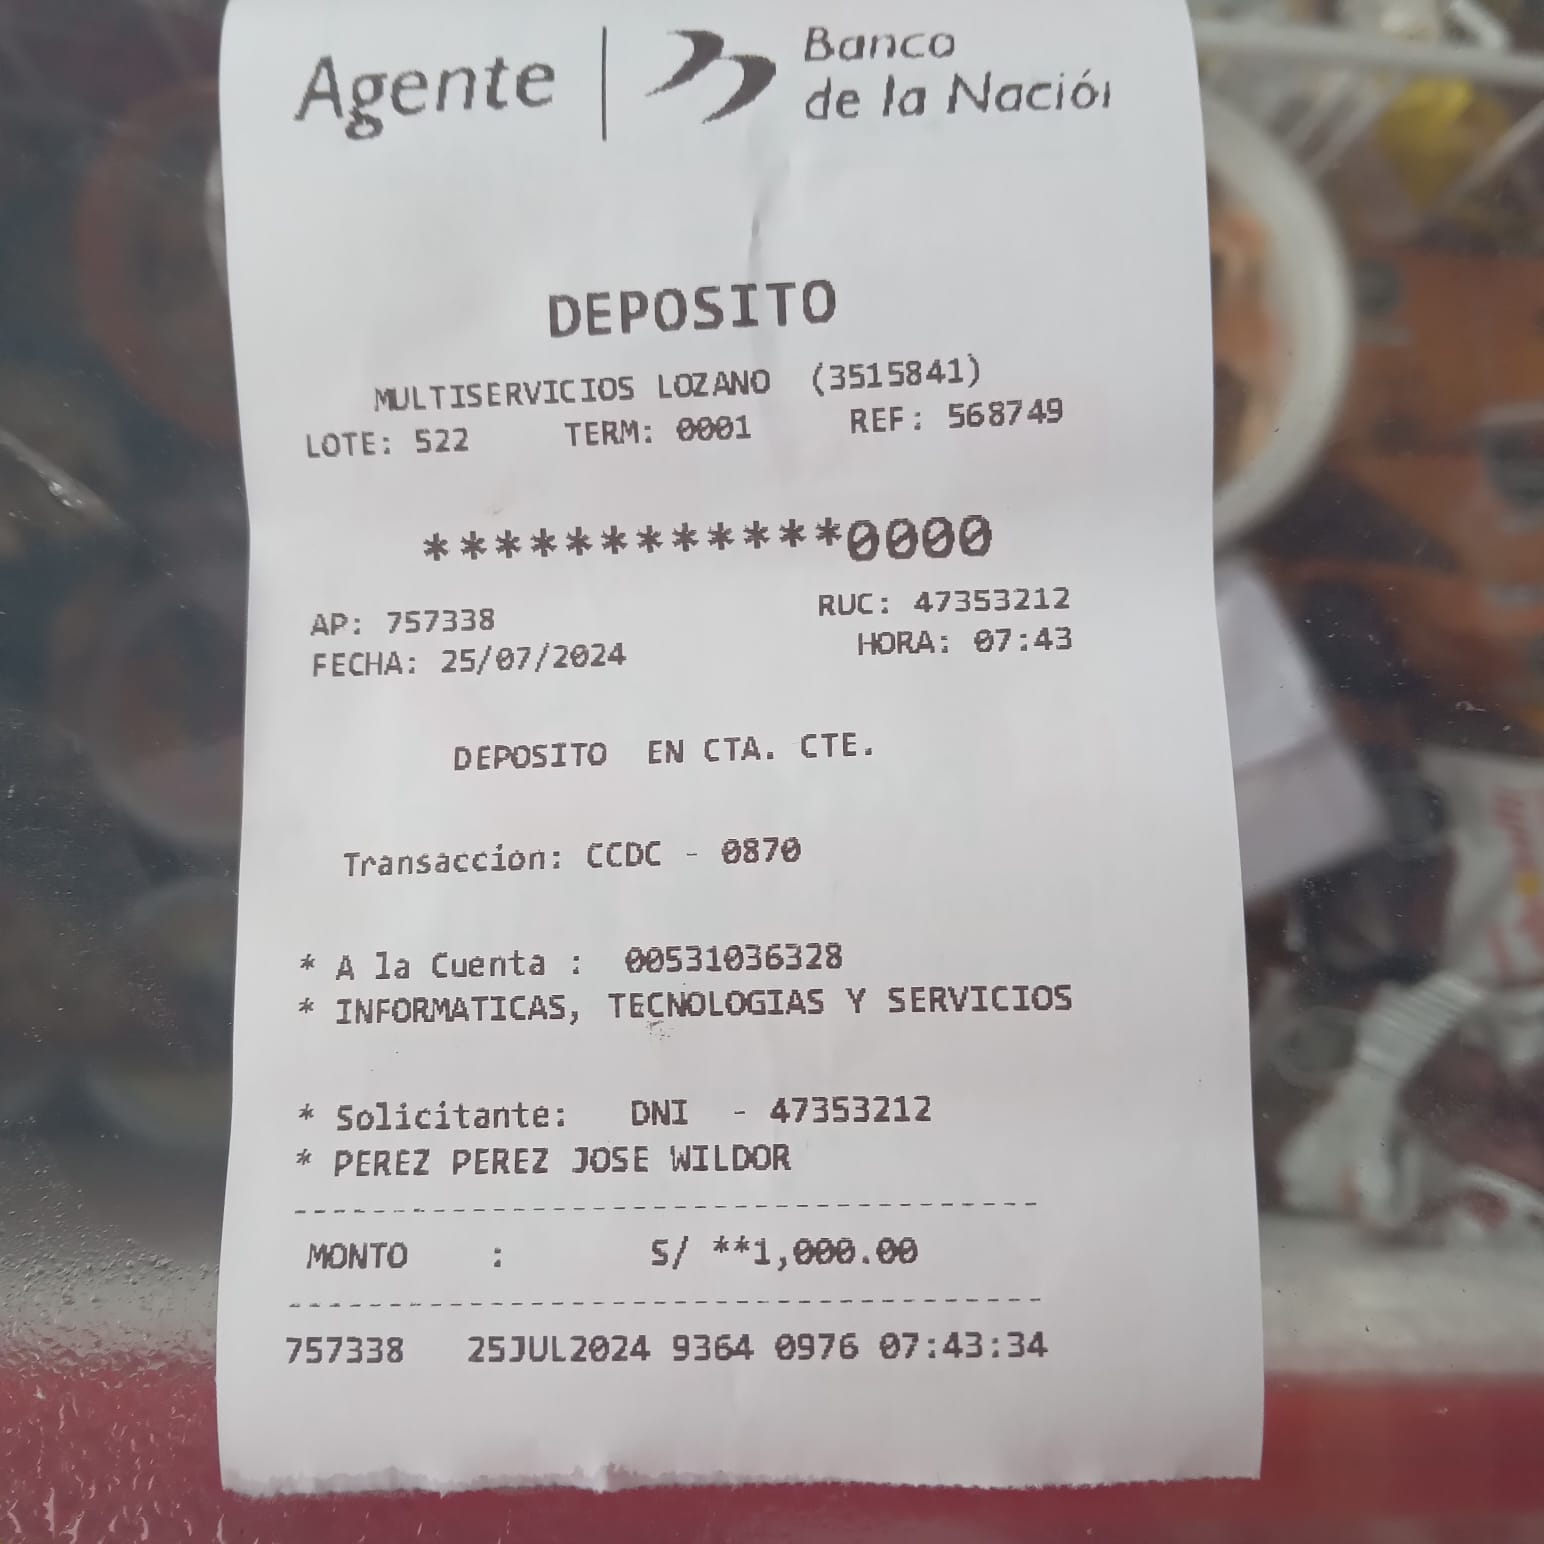 Agente | Banco
de la Nación
DEPOSITO
MULTISERVICIOS LOZANO (3515841)
LOTE: 522 TERM: 0001 REF: 568749
************0000
AP: 757338 RUC: 47353212
FECHA: 25/07/2024 HORA: 07:43
DEPOSITO EN CTA. CTE.
Transaccion: CCDC - 0870
* A la Cuenta : 00531036328
* INFORMATICAS, TECNOLOGIAS Y SERVICIOS
* Solicitante: DNI - 47353212
* PEREZ PEREZ JOSE WILDOR
--------------------------------------
MONTO : S/ **1,000.00
--------------------------------------
757338 25JUL2024 9364 0976 07:43:34